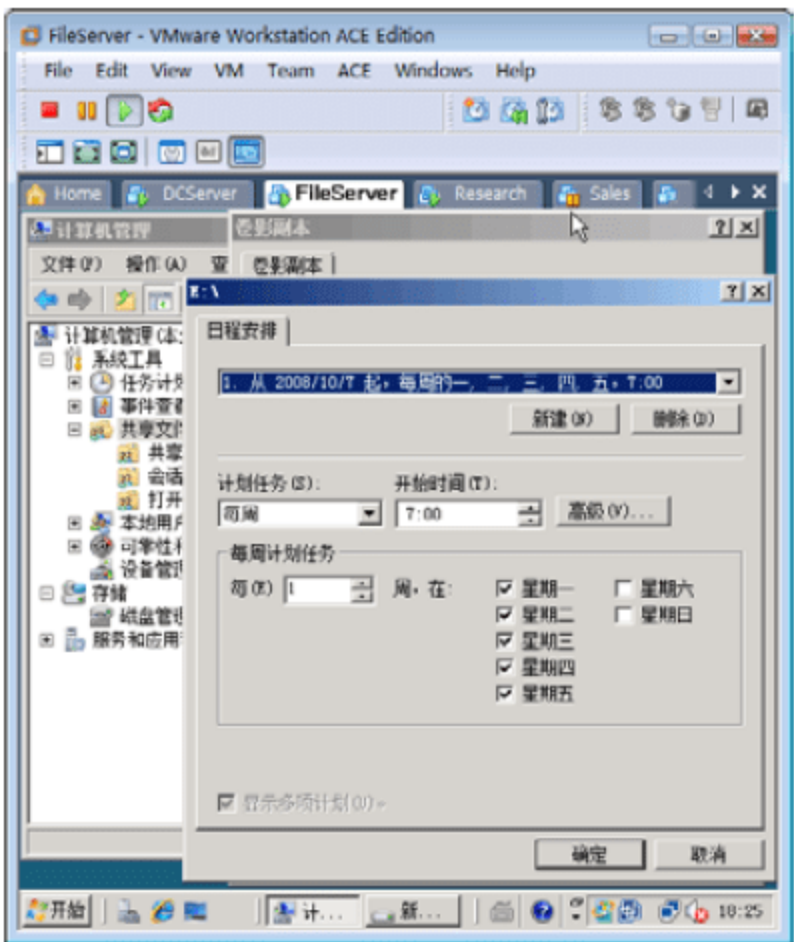 FileServer - VMware Workstation ACE Edition
File Edit View VM Team ACE Windows Help
Home DCServer FileServer Research Sales
计算机管理 卷影副本
文件(F) 操作(A) 查 卷影副本
E:\
日程安排
计算机管理(本
系统工具
任务计划
事件查看
共享文件
共享
会话
打开
本地用户
可靠性和
设备管理
存储
磁盘管理
服务和应用
1. 从 2008/10/7 起，每周的一, 二, 三, 四, 五，7:00
新建(N) 删除(D)
计划任务(S): 开始时间(T):
每周 7:00 高级(V)...
每周计划任务
每(E) 1 周，在: 星期一 星期六
星期二 星期日
星期三
星期四
星期五
显示多项计划(U)。
确定 取消
开始 计... 新... 18:25